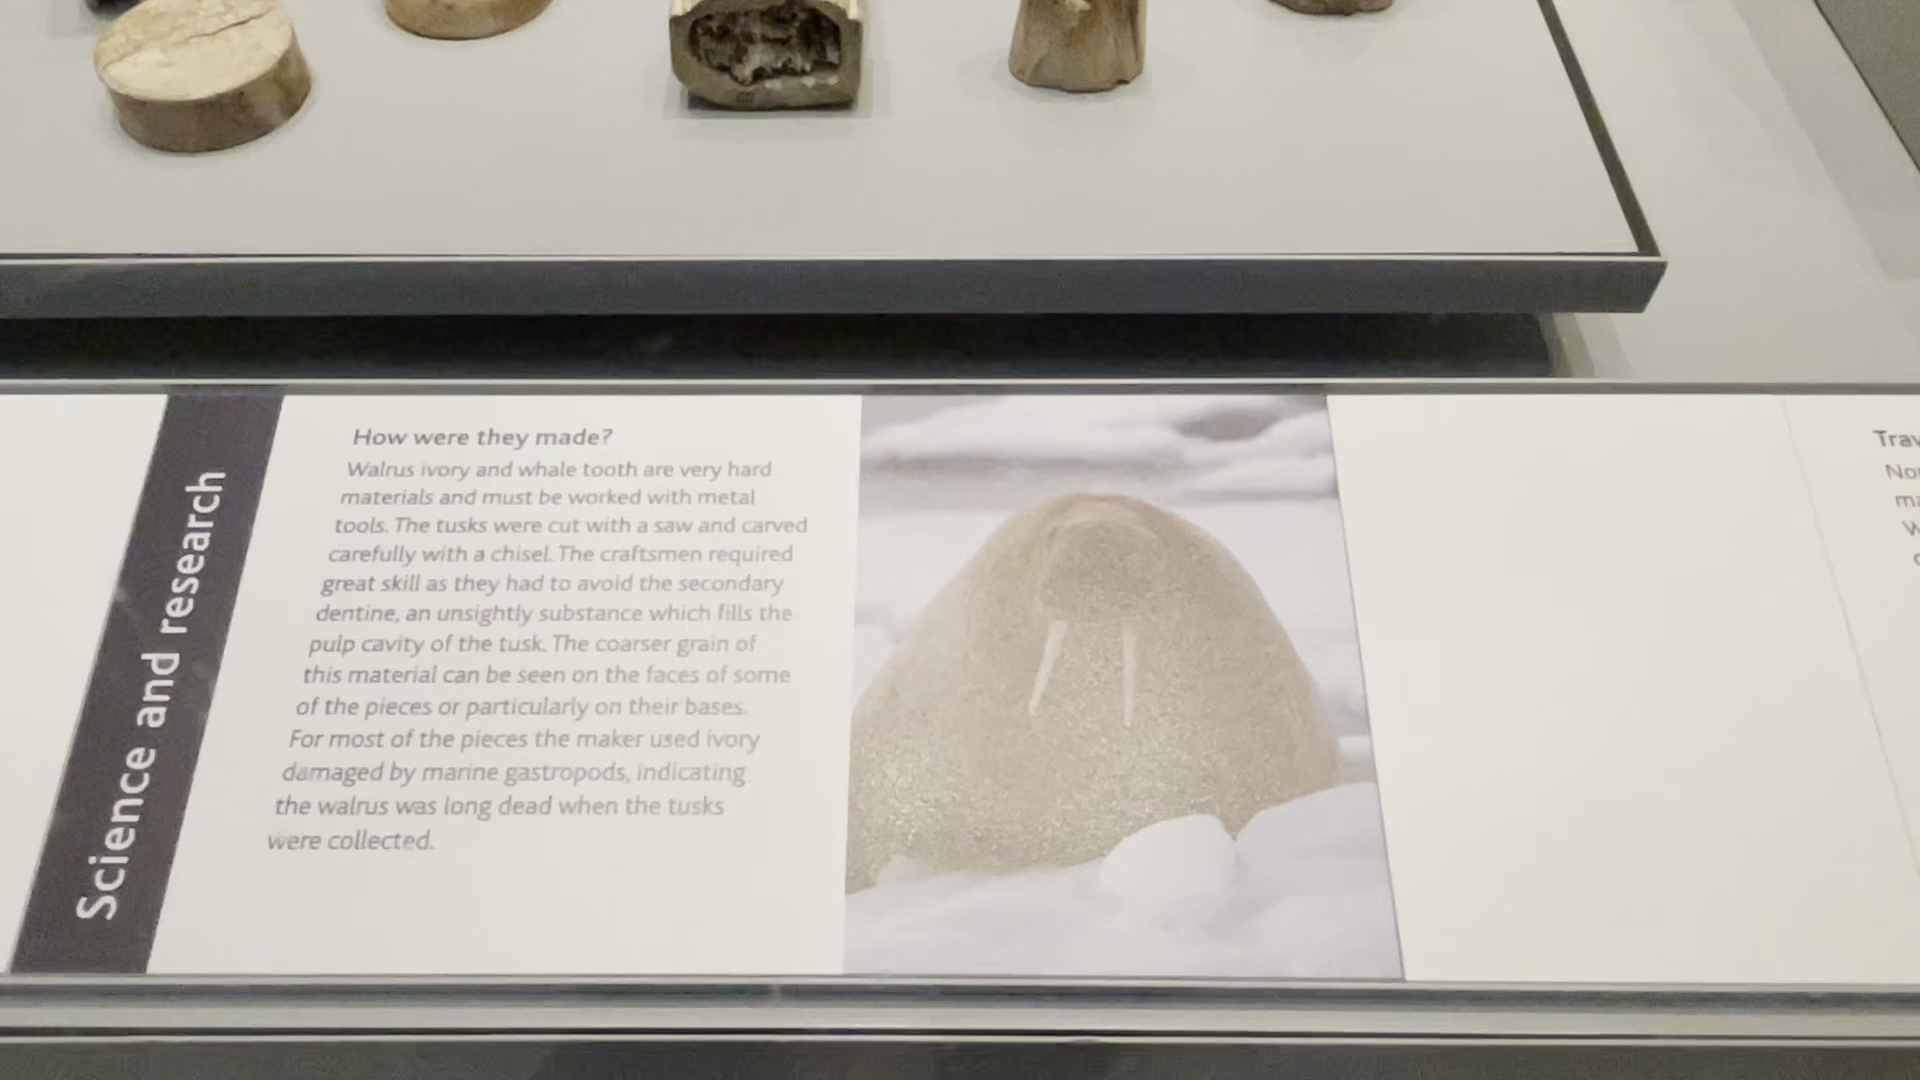 Science and research
How were they made?
Walrus ivory and whale tooth are very hard
materials and must be worked with metal
tools. The tusks were cut with a saw and carved
carefully with a chisel. The craftsmen required
great skill as they had to avoid the secondary
dentine, an unsightly substance which fills the
pulp cavity of the tusk. The coarser grain of
this material can be seen on the faces of some
of the pieces or particularly on their bases.
For most of the pieces the maker used ivory
damaged by marine gastropods, indicating
the walrus was long dead when the tusks
were collected.